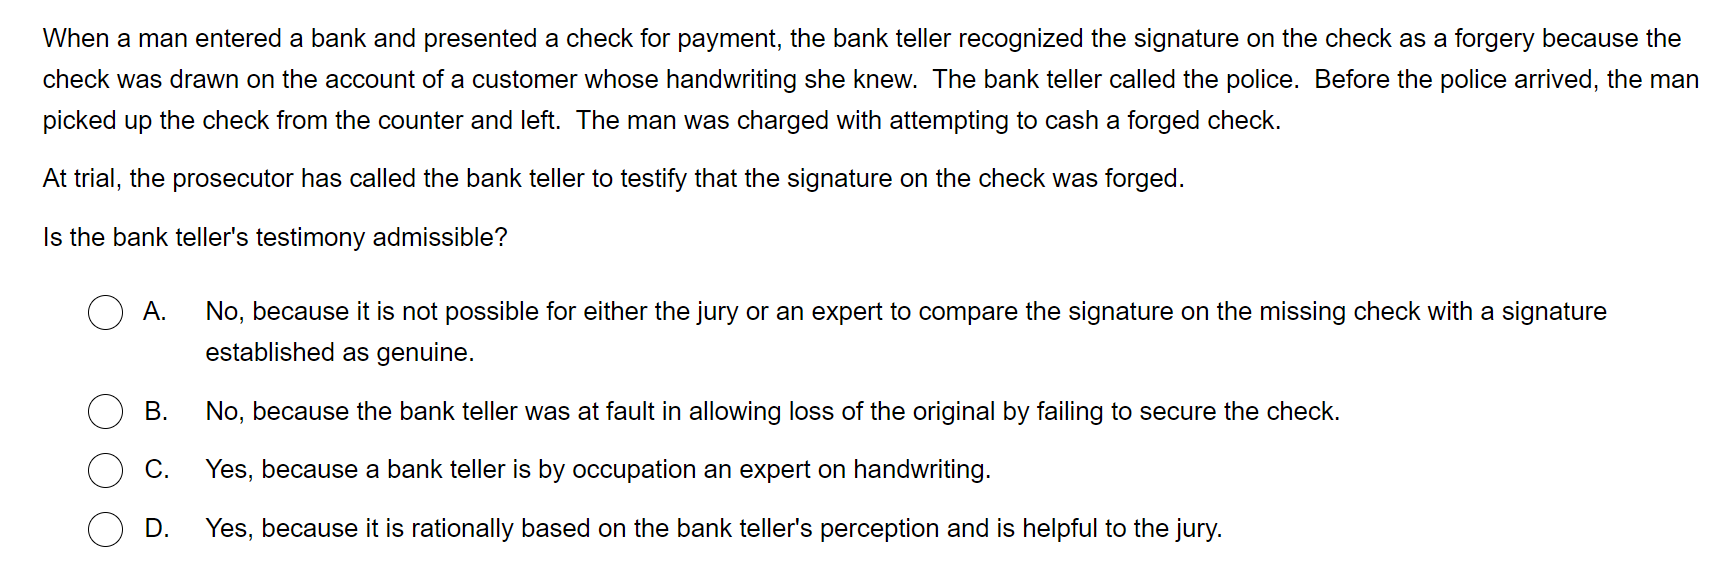 When a man entered a bank and presented a check for payment, the bank teller recognized the signature on the check as a forgery because the
check was drawn on the account of a customer whose handwriting she knew.  The bank teller called the police.  Before the police arrived, the man
picked up the check from the counter and left.  The man was charged with attempting to cash a forged check.
At trial, the prosecutor has called the bank teller to testify that the signature on the check was forged.
Is the bank teller's testimony admissible?
A. No, because it is not possible for either the jury or an expert to compare the signature on the missing check with a signature
established as genuine.
B. No, because the bank teller was at fault in allowing loss of the original by failing to secure the check.
C. Yes, because a bank teller is by occupation an expert on handwriting.
D. Yes, because it is rationally based on the bank teller's perception and is helpful to the jury.